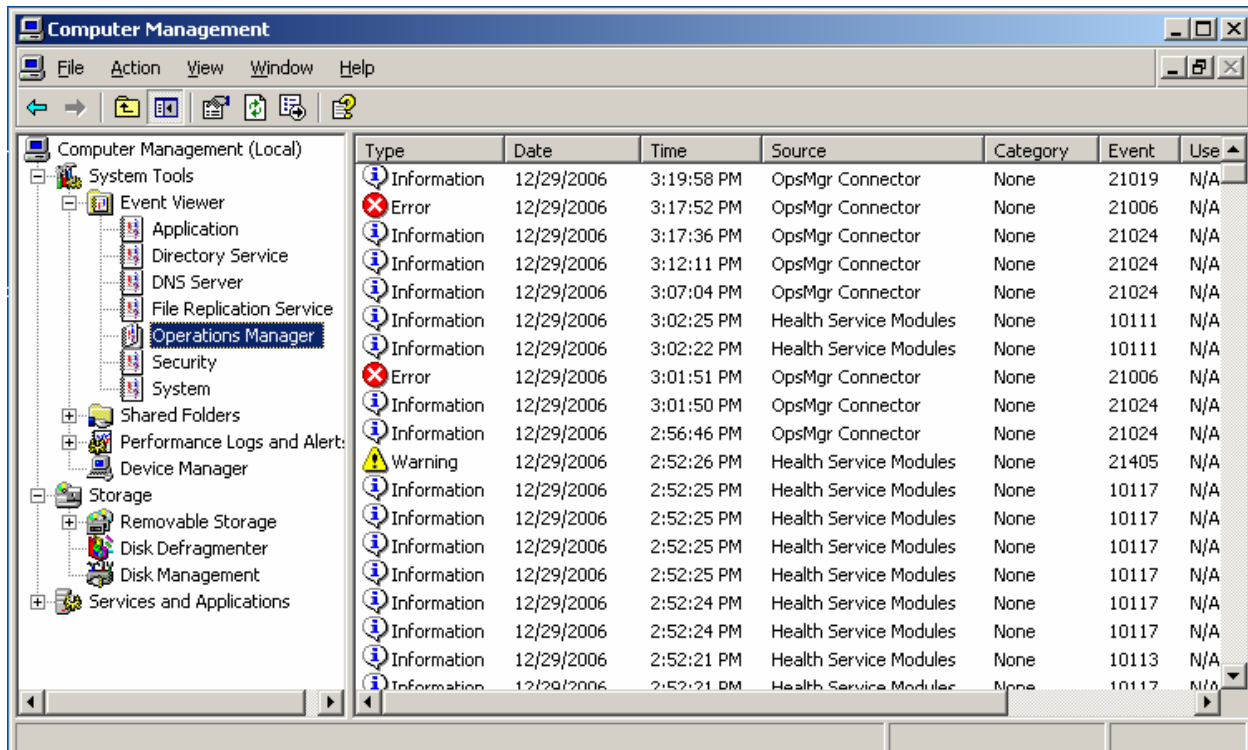 Computer Management
File Action View Window Help
Computer Management (Local)
System Tools
Event Viewer
Application
Directory Service
DNS Server
File Replication Service
Operations Manager
Security
System
Shared Folders
Performance Logs and Alert
Device Manager
Storage
Removable Storage
Disk Defragmenter
Disk Management
Services and Applications
Type Date Time Source Category Event Use
Information 12/29/2006 3:19:58 PM OpsMgr Connector None 21019 N/A
Error 12/29/2006 3:17:52 PM OpsMgr Connector None 21006 N/A
Information 12/29/2006 3:17:36 PM OpsMgr Connector None 21024 N/A
Information 12/29/2006 3:12:11 PM OpsMgr Connector None 21024 N/A
Information 12/29/2006 3:07:04 PM OpsMgr Connector None 21024 N/A
Information 12/29/2006 3:02:25 PM Health Service Modules None 10111 N/A
Information 12/29/2006 3:02:22 PM Health Service Modules None 10111 N/A
Error 12/29/2006 3:01:51 PM OpsMgr Connector None 21006 N/A
Information 12/29/2006 3:01:50 PM OpsMgr Connector None 21024 N/A
Information 12/29/2006 2:56:46 PM OpsMgr Connector None 21024 N/A
Warning 12/29/2006 2:52:26 PM Health Service Modules None 21405 N/A
Information 12/29/2006 2:52:25 PM Health Service Modules None 10117 N/A
Information 12/29/2006 2:52:25 PM Health Service Modules None 10117 N/A
Information 12/29/2006 2:52:25 PM Health Service Modules None 10117 N/A
Information 12/29/2006 2:52:25 PM Health Service Modules None 10117 N/A
Information 12/29/2006 2:52:24 PM Health Service Modules None 10117 N/A
Information 12/29/2006 2:52:24 PM Health Service Modules None 10117 N/A
Information 12/29/2006 2:52:21 PM Health Service Modules None 10113 N/A
Information 12/29/2006 2:52:21 PM Health Service Modules None 10117 N/A